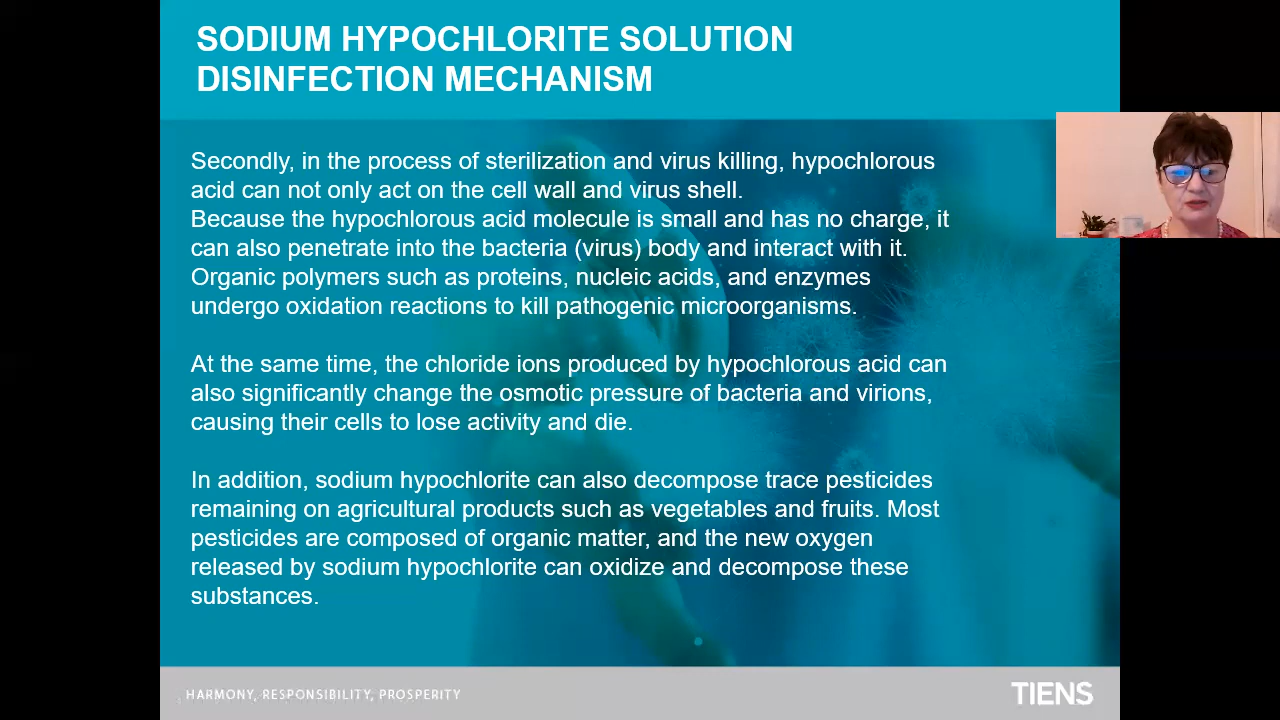 SODIUM HYPOCHLORITE SOLUTION
DISINFECTION MECHANISM
Secondly, in the process of sterilization and virus killing, hypochlorous
acid can not only act on the cell wall and virus shell.
Because the hypochlorous acid molecule is small and has no charge, it
can also penetrate into the bacteria (virus) body and interact with it.
Organic polymers such as proteins, nucleic acids, and enzymes
undergo oxidation reactions to kill pathogenic microorganisms.
At the same time, the chloride ions produced by hypochlorous acid can
also significantly change the osmotic pressure of bacteria and virions,
causing their cells to lose activity and die.
In addition, sodium hypochlorite can also decompose trace pesticides
remaining on agricultural products such as vegetables and fruits. Most
pesticides are composed of organic matter, and the new oxygen
released by sodium hypochlorite can oxidize and decompose these
substances.
HARMONY, RESPONSIBILITY, PROSPERITY
TIENS